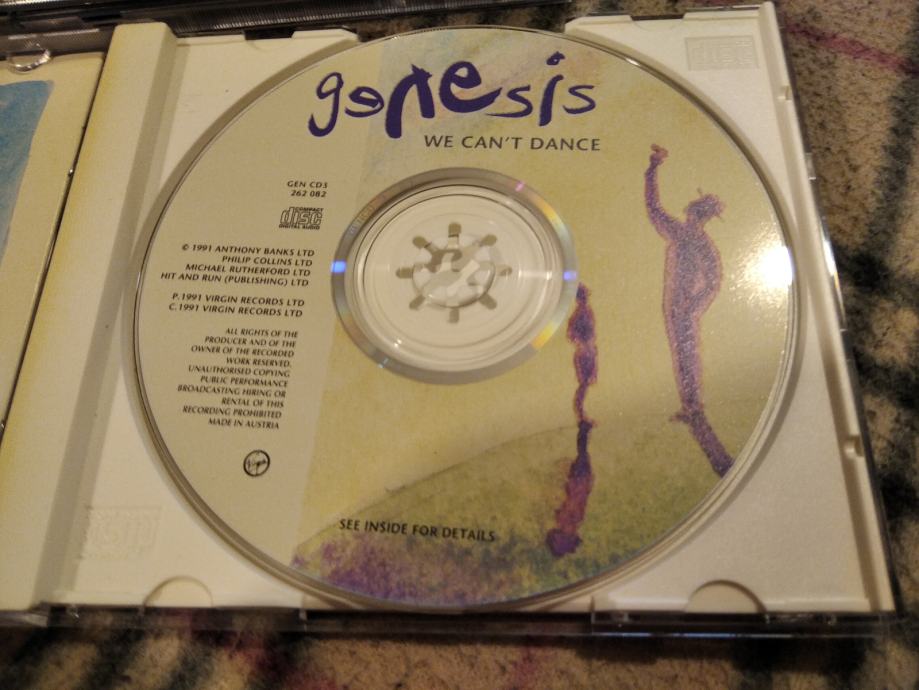 genesis
WE CAN'T DANCE
GEN CD3
262 082
COMPACT
disc
DIGITAL AUDIO
© 1991 ANTHONY BANKS LTD
PHILIP COLLINS LTD
MICHAEL RUTHERFORD LTD
HIT AND RUN (PUBLISHING) LTD
P.1991 VIRGIN RECORDS LTD
C.1991 VIRGIN RECORDS LTD
ALL RIGHTS OF THE
PRODUCER AND OF THE
OWNER OF THE RECORDED
WORK RESERVED.
UNAUTHORISED COPYING
PUBLIC PERFORMANCE
BROADCASTING HIRING OR
RENTAL OF THIS
RECORDING PROHIBITED
MADE IN AUSTRIA
Virgin
SEE INSIDE FOR DETAILS